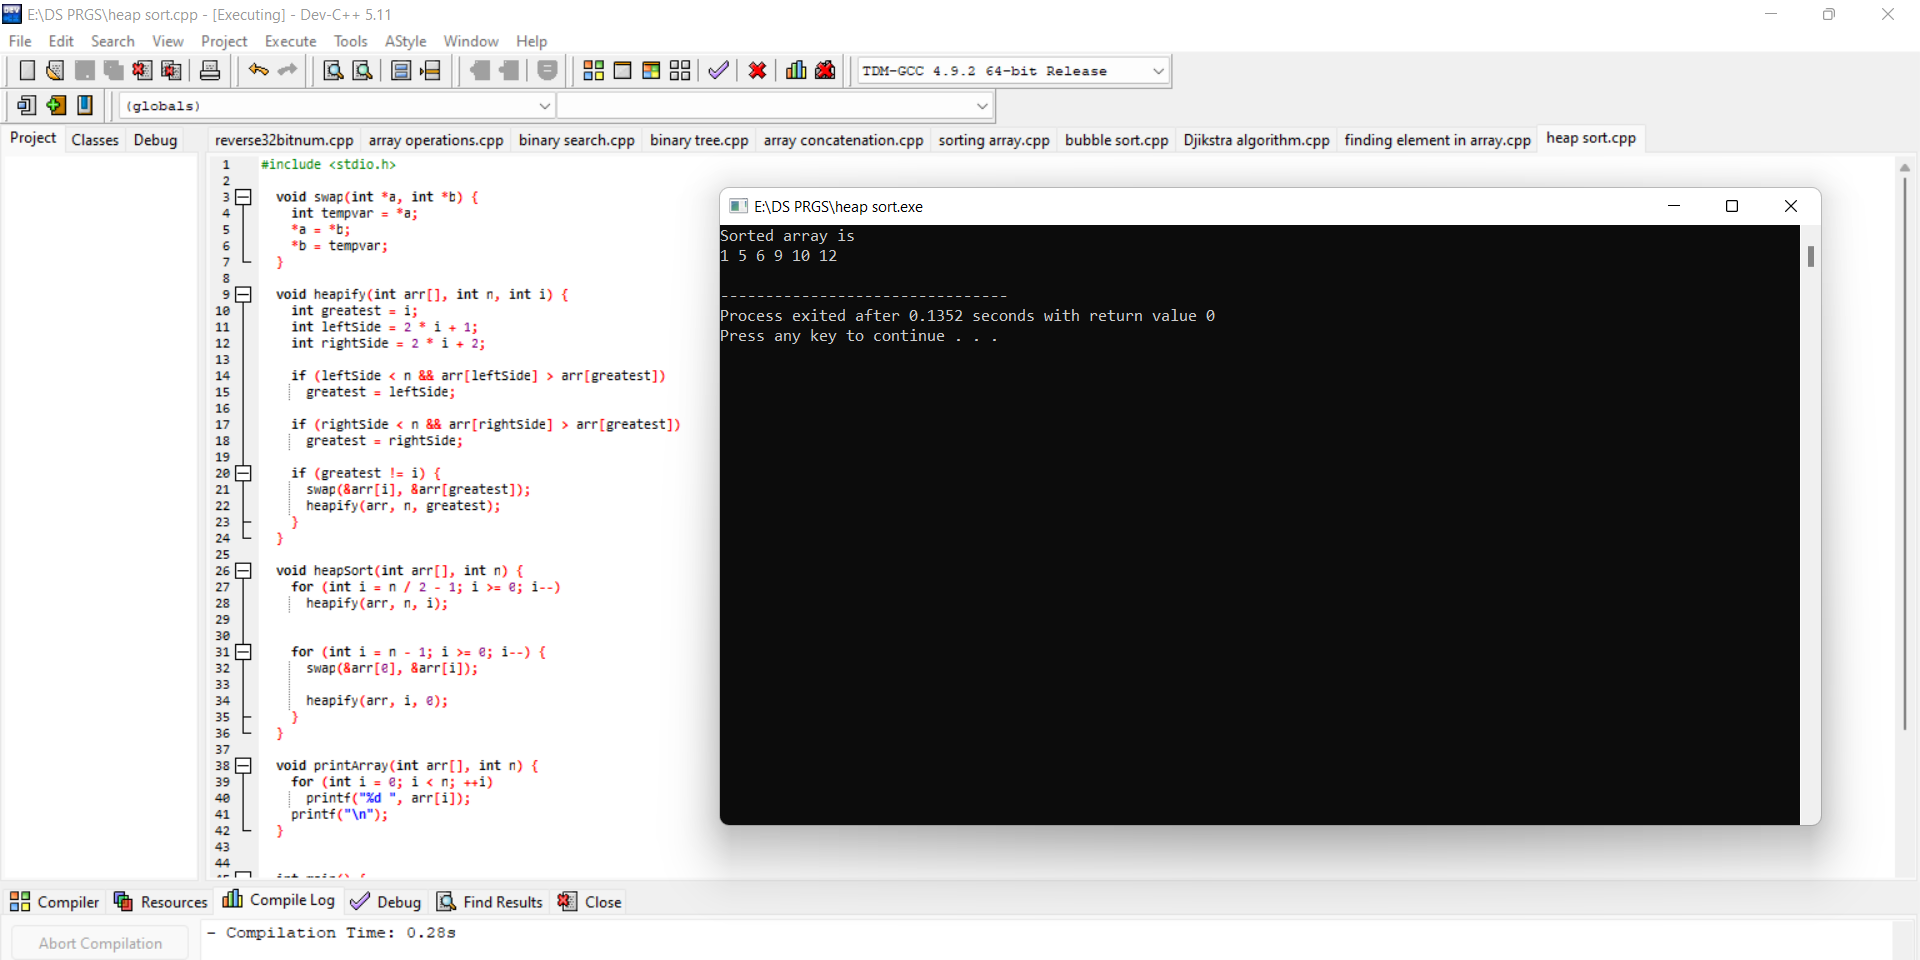 E:\DS PRGS\heap sort.cpp - [Executing] - Dev-C++ 5.11
File Edit Search View Project Execute Tools AStyle Window Help
TDM-GCC 4.9.2 64-bit Release
(globals)
Project Classes Debug
reverse32bitnum.cpp array operations.cpp binary search.cpp binary tree.cpp array concatenation.cpp sorting array.cpp bubble sort.cpp Djikstra algorithm.cpp finding element in array.cpp heap sort.cpp
1 #include <stdio.h>
2
3 void swap(int *a, int *b) {
4 int tempvar = *a;
5 *a = *b;
6 *b = tempvar;
7 }
8
9 void heapify(int arr[], int n, int i) {
10 int greatest = i;
11 int leftSide = 2 * i + 1;
12 int rightSide = 2 * i + 2;
13
14 if (leftSide < n && arr[leftSide] > arr[greatest])
15 greatest = leftSide;
16
17 if (rightSide < n && arr[rightSide] > arr[greatest])
18 greatest = rightSide;
19
20 if (greatest != i) {
21 swap(&arr[i], &arr[greatest]);
22 heapify(arr, n, greatest);
23 }
24 }
25
26 void heapSort(int arr[], int n) {
27 for (int i = n / 2 - 1; i >= 0; i--)
28 heapify(arr, n, i);
29
30
31 for (int i = n - 1; i >= 0; i--) {
32 swap(&arr[0], &arr[i]);
33
34 heapify(arr, i, 0);
35 }
36 }
37
38 void printArray(int arr[], int n) {
39 for (int i = 0; i < n; ++i)
40 printf("%d ", arr[i]);
41 printf("\n");
42 }
43
44
E:\DS PRGS\heap sort.exe
Sorted array is
1 5 6 9 10 12
--------------------------------
Process exited after 0.1352 seconds with return value 0
Press any key to continue . . .
Compiler Resources Compile Log Debug Find Results Close
Abort Compilation
- Compilation Time: 0.28s